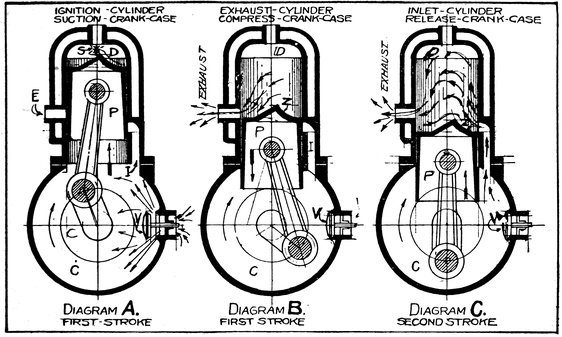 IGNITION-CYLINDER
SUCTION-CRANK-CASE
EXHAUST-CYLINDER
COMPRESS-CRANK-CASE
INLET-CYLINDER
RELEASE-CRANK-CASE
S
D
E
P
I
V
C
C
DIAGRAM A.
FIRST-STROKE
EXHAUST
D
Z
P
I
V
C
DIAGRAM B.
FIRST STROKE
EXHAUST
D
Z
P
V
C
DIAGRAM C.
SECOND STROKE